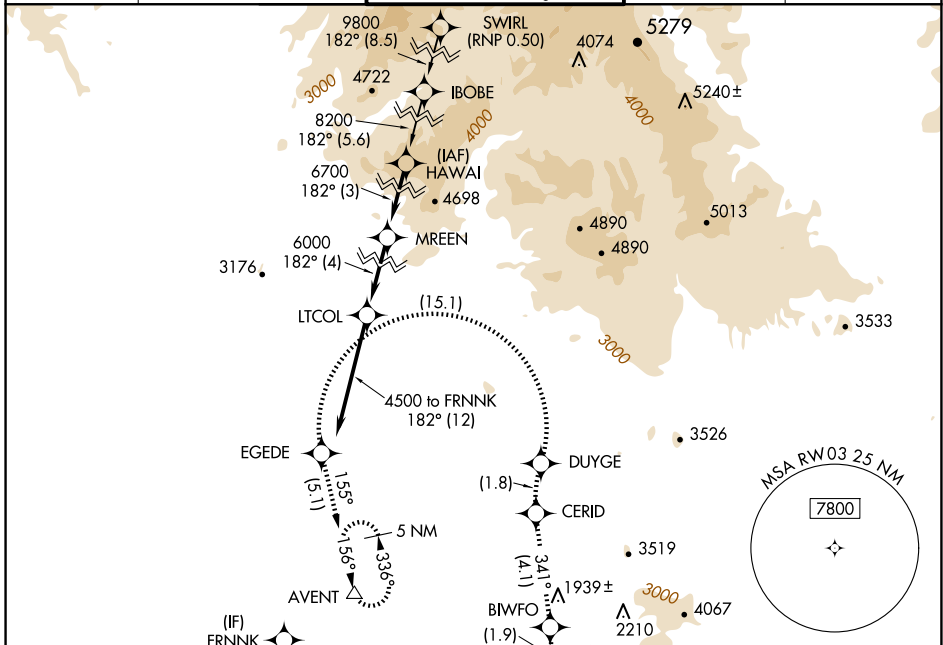 9800
182° (8.5)
SWIRL
(RNP 0.50)
4074
5279
3000
4722
IBOBE
5240±
4000
4000
8200
182° (5.6)
(IAF)
HAWAI
6700
182° (3)
4698
4890
5013
4890
MREEN
6000
182° (4)
3176
LTCOL
(15.1)
3533
3000
4500 to FRNNK
182° (12)
3526
EGEDE
DUYGE
MSA RW03 25 NM
7800
155°
(5.1)
(1.8)
CERID
5 NM
156°
336°
3519
341°
(4.1)
AVENT
1939±
3000
BIWFO
4067
2210
(IF)
FRNNK
(1.9)